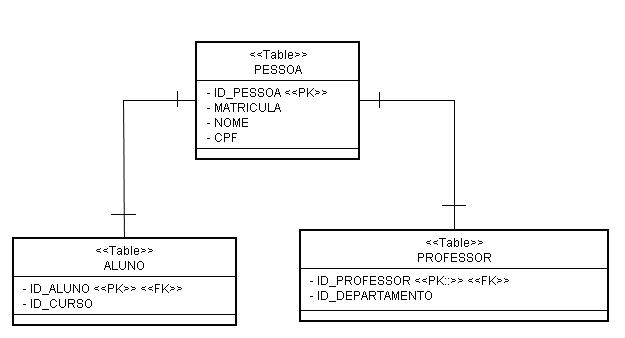 <<Table>>
PESSOA
- ID_PESSOA <<PK>>
- MATRICULA
- NOME
- CPF
<<Table>>
ALUNO
- ID_ALUNO <<PK>> <<FK>>
- ID_CURSO
<<Table>>
PROFESSOR
- ID_PROFESSOR <<PK::>> <<FK>>
- ID_DEPARTAMENTO